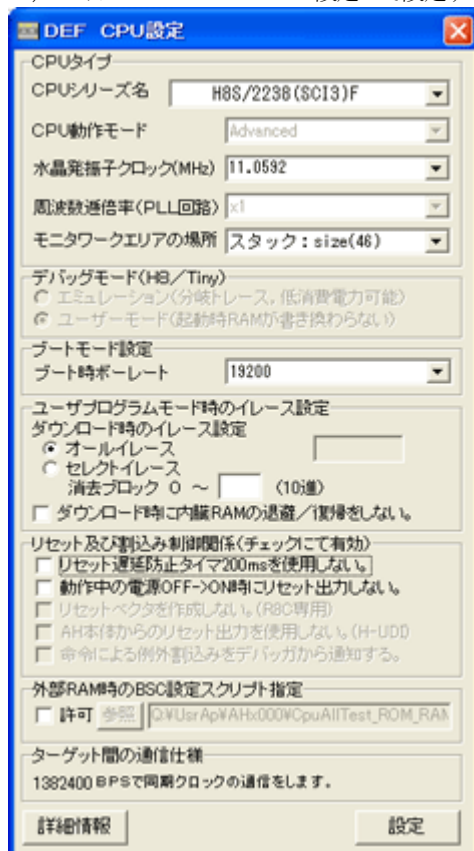 DEF CPU設定
CPUタイプ
CPUシリーズ名 H8S/2238(SCI3)F
CPU動作モード Advanced
水晶発振子クロック(MHz) 11.0592
周波数逓倍率(PLL回路) x1
モニタワークエリアの場所 スタック:size(46)
デバッグモード(H8/Tiny)
エミュレーション(分岐トレース,低消費電力可能)
ユーザーモード(起動時RAMが書き換わらない)
ブートモード設定
ブート時ボーレート 19200
ユーザプログラムモード時のイレース設定
ダウンロード時のイレース設定
オールイレース
セレクトイレース
消去ブロック 0 ~ (10進)
ダウンロード時に内臓RAMの退避/復帰をしない。
リセット及び割込み制御関係(チェックにて有効)
リセット遅延防止タイマ200msを使用しない。
動作中の電源OFF->ON時にリセット出力しない。
リセットベクタを作成しない。(R8C専用)
AH本体からのリセット出力を使用しない。(H-UDI)
命令による例外割込みをデバッガから通知する。
外部RAM時のBSC設定スクリプト指定
許可 参照 Q:¥UsrAp¥AHx000¥CpuAllTest_ROM_RAM
ターゲット間の通信仕様
1382400BPSで同期クロックの通信をします。
詳細情報 設定